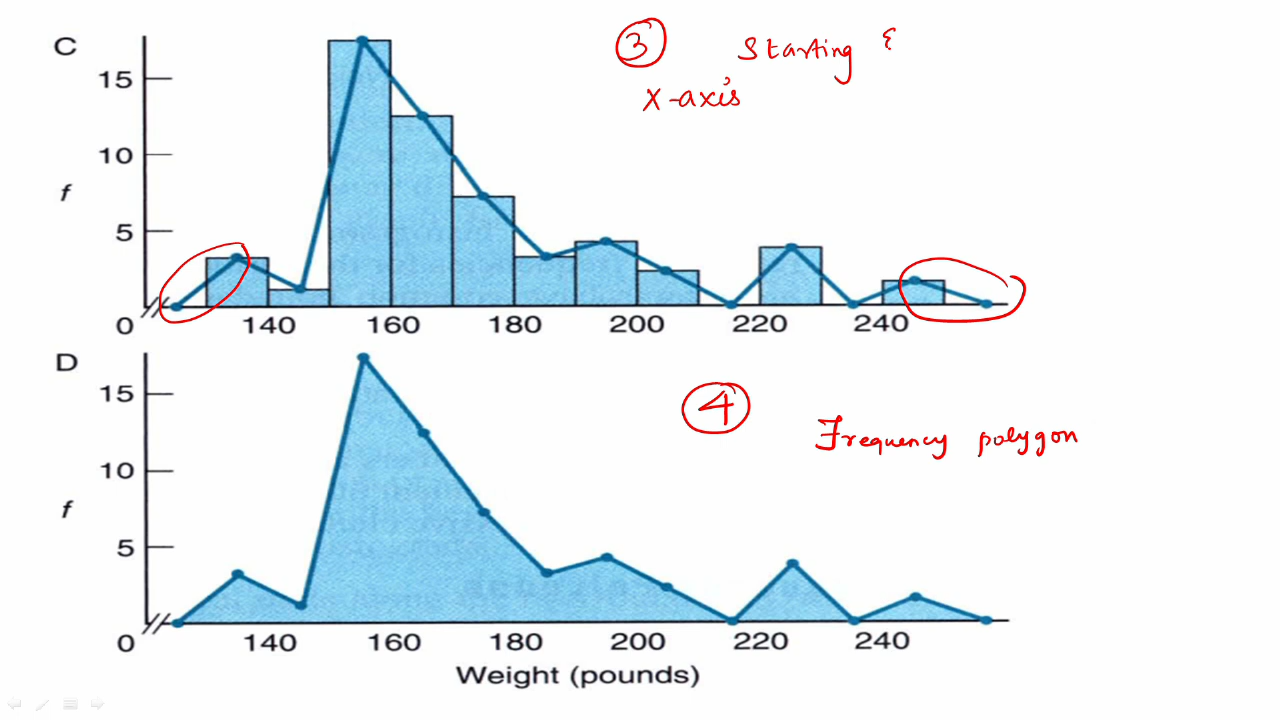 C
③ Starting &
X-axis
15
10
f
5
0 140 160 180 200 220 240
D
15
④
Frequency polygon
10
f
5
0 140 160 180 200 220 240
Weight (pounds)